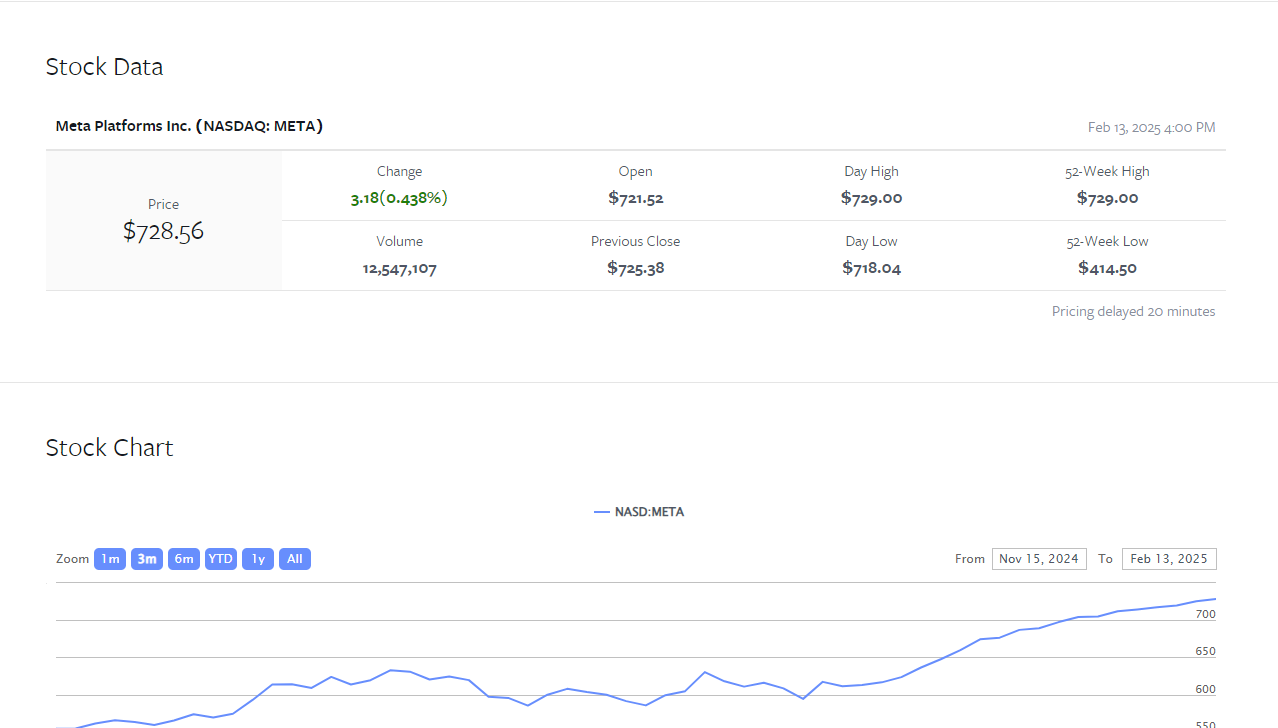 Stock Data
Meta Platforms Inc. (NASDAQ: META)
Feb 13, 2025 4:00 PM
Price
$728.56
Change
3.18(0.438%)
Open
$721.52
Day High
$729.00
52-Week High
$729.00
Volume
12,547,107
Previous Close
$725.38
Day Low
$718.04
52-Week Low
$414.50
Pricing delayed 20 minutes
Stock Chart
NASD:META
Zoom 1m 3m 6m YTD 1y All
From Nov 15, 2024 To Feb 13, 2025
700
650
600
550